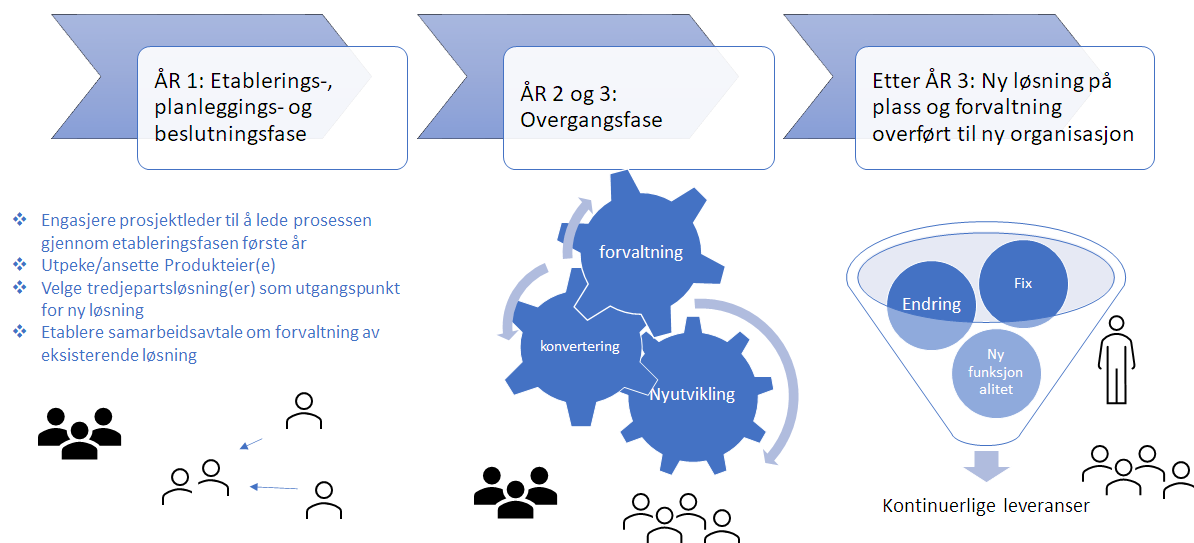 ÅR 1: Etablerings-,
planleggings- og
beslutningsfase
ÅR 2 og 3:
Overgangsfase
Etter ÅR 3: Ny løsning på
plass og forvaltning
overført til ny organisasjon
❖ Engasjere prosjektleder til å lede prosessen
gjennom etableringsfasen første år
❖ Utpeke/ansette Produkteier(e)
❖ Velge tredjepartsløsning(er) som utgangspunkt
for ny løsning
❖ Etablere samarbeidsavtale om forvaltning av
eksisterende løsning
forvaltning
konvertering
Nyutvikling
Endring
Fix
Ny
funksjon
alitet
Kontinuerlige leveranser